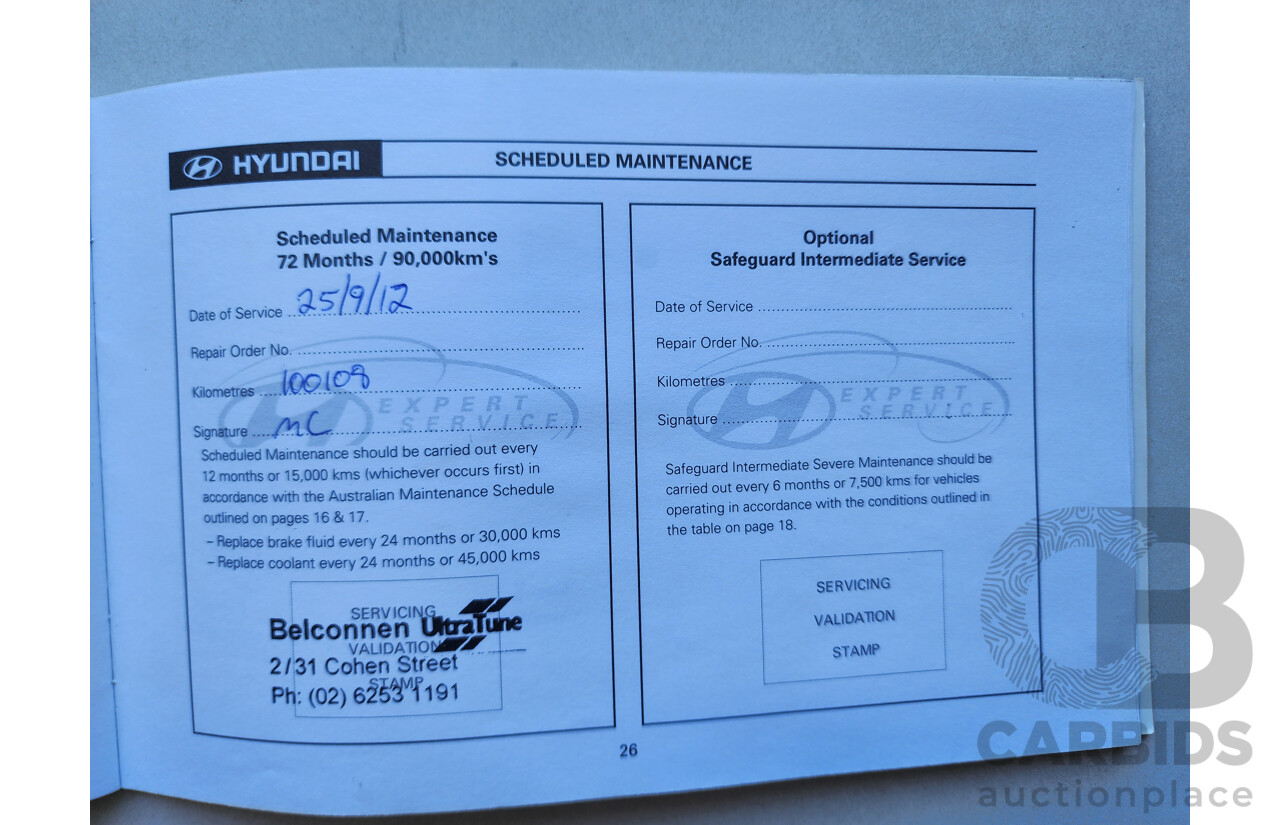 HYUNDAI
SCHEDULED MAINTENANCE
Scheduled Maintenance
72 Months / 90,000km's
Date of Service 25/9/12
Repair Order No.
Kilometres 100108
Signature MC
EXPERT
SERVICE
Scheduled Maintenance should be carried out every
12 months or 15,000 kms (whichever occurs first) in
accordance with the Australian Maintenance Schedule
outlined on pages 16 & 17.
– Replace brake fluid every 24 months or 30,000 kms
– Replace coolant every 24 months or 45,000 kms
SERVICING
VALIDATION
STAMP
Belconnen UltraTune
2/31 Cohen Street
Ph: (02) 6253 1191
Optional
Safeguard Intermediate Service
Date of Service
Repair Order No.
Kilometres
Signature
EXPERT
SERVICE
Safeguard Intermediate Severe Maintenance should be
carried out every 6 months or 7,500 kms for vehicles
operating in accordance with the conditions outlined in
the table on page 18.
SERVICING
VALIDATION
STAMP
26
CB
CARBIDS
auctionplace